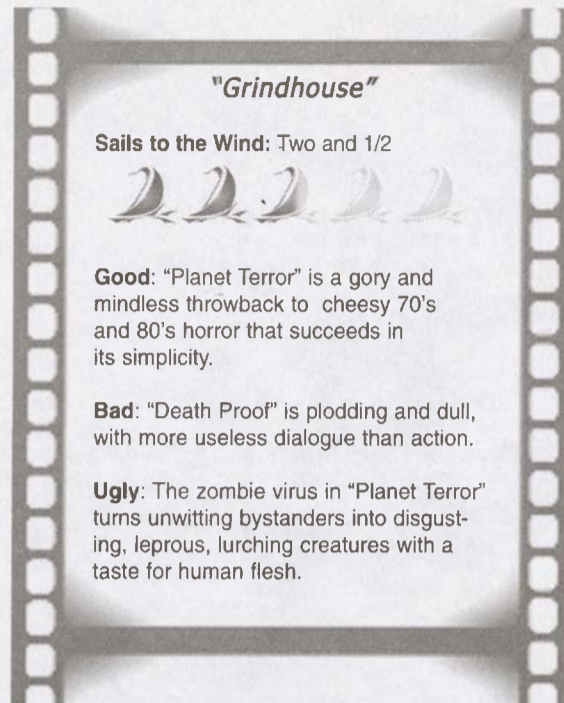 "Grindhouse"
Sails to the Wind: Two and 1/2
Good: “Planet Terror” is a gory and
mindless throwback to cheesy 70's
and 80's horror that succeeds in
its simplicity.
Bad: “Death Proof” is plodding and dull,
with more useless dialogue than action.
Ugly: The zombie virus in “Planet Terror”
turns unwitting bystanders into disgust-
ing, leprous, lurching creatures with a
taste for human flesh.